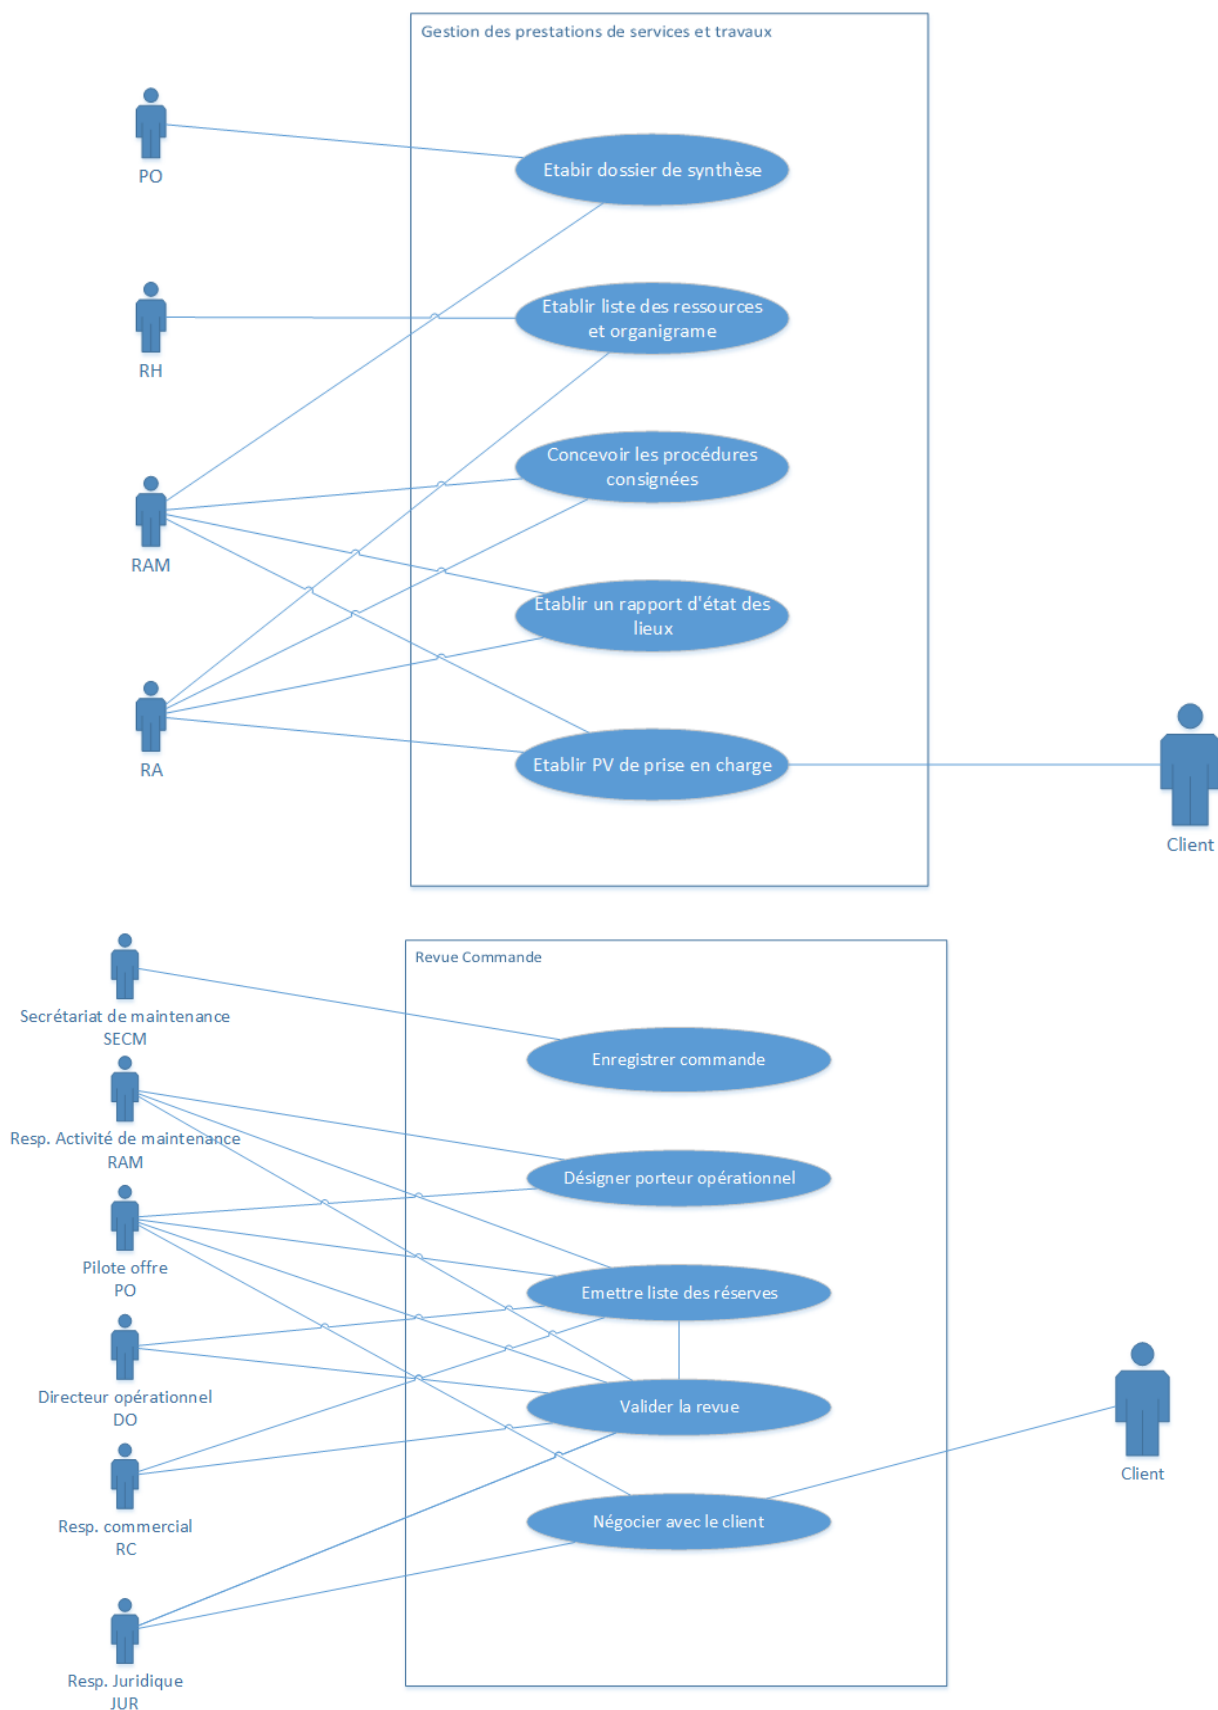 Gestion des prestations de services et travaux
PO
Etabir dossier de synthèse
RH
Etablir liste des ressources
et organigrame
RAM
Concevoir les procédures
consignées
Etablir un rapport d'état des
lieux
RA
Etablir PV de prise en charge
Client
Revue Commande
Secrétariat de maintenance
SECM
Enregistrer commande
Resp. Activité de maintenance
RAM
Désigner porteur opérationnel
Pilote offre
PO
Emettre liste des réserves
Directeur opérationnel
DO
Valider la revue
Client
Resp. commercial
RC
Négocier avec le client
Resp. Juridique
JUR